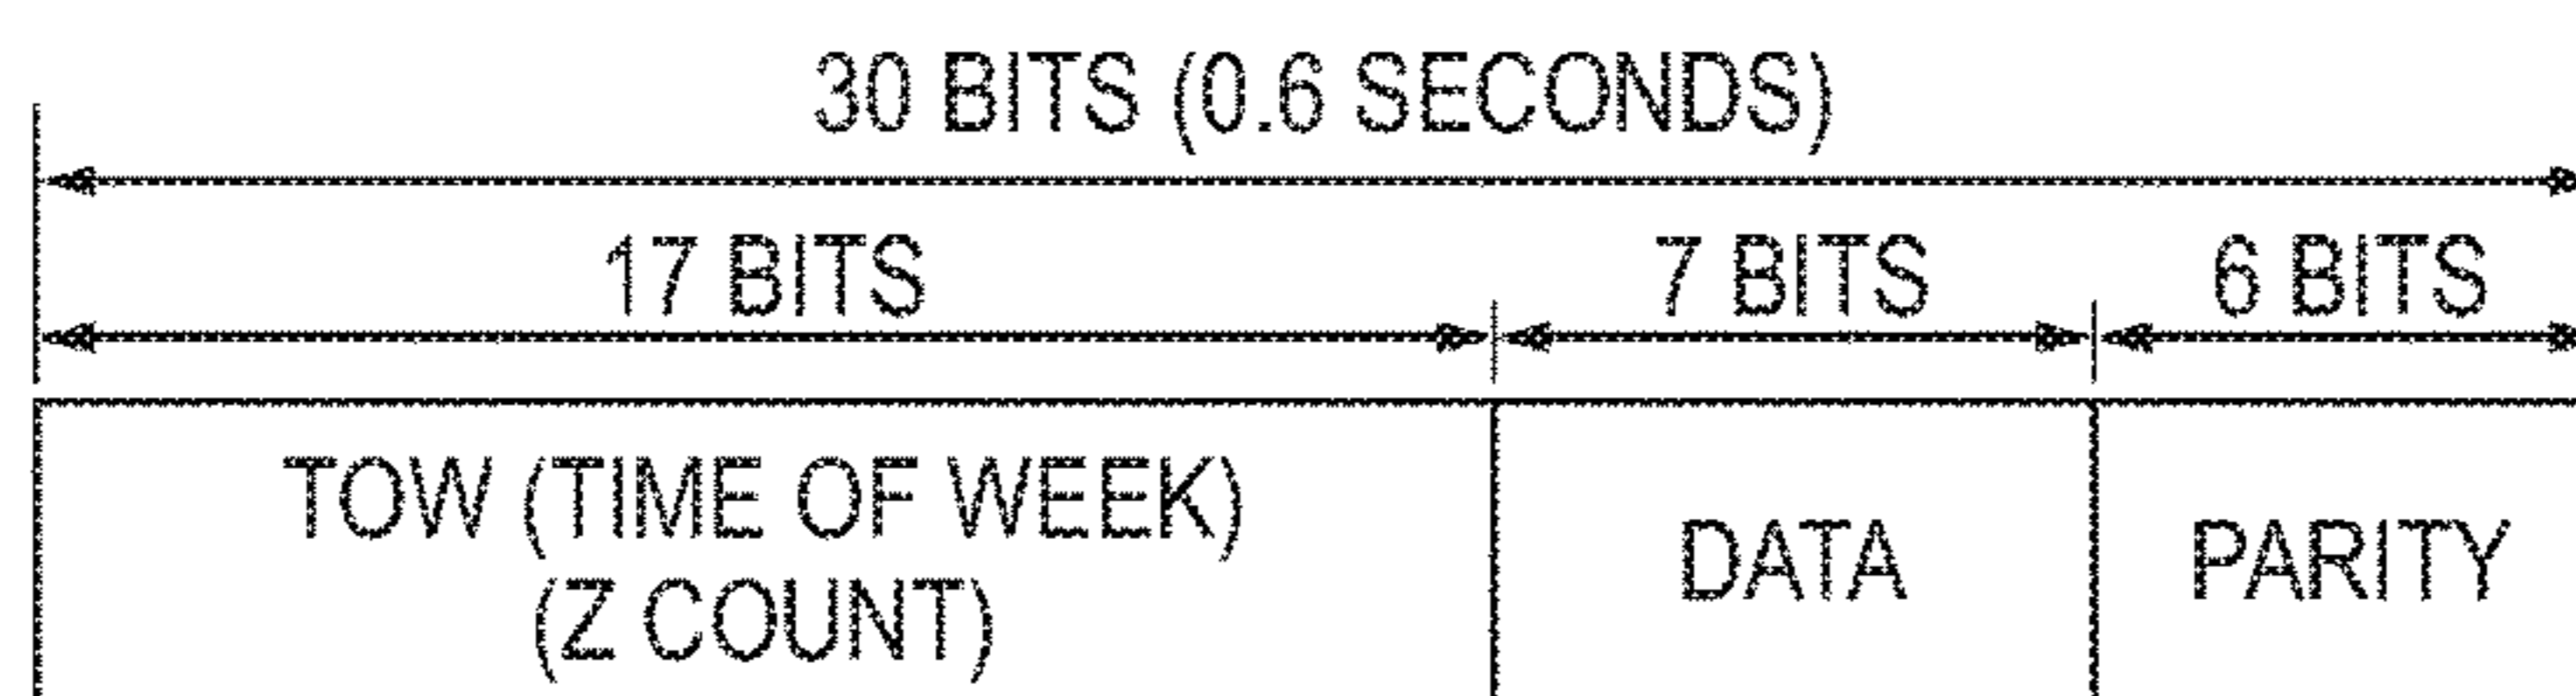 30 BITS (0.6 SECONDS)
17 BITS 7 BITS 6 BITS
TOW (TIME OF WEEK)
(Z COUNT)
DATA
PARITY